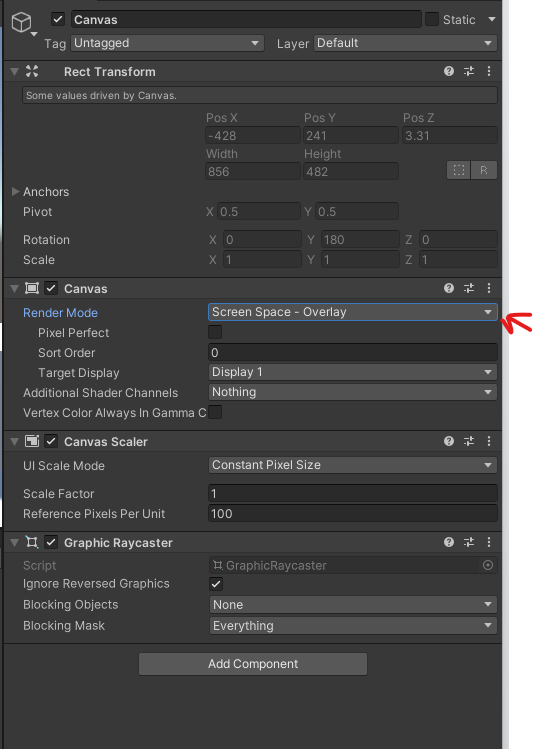 Canvas Static
Tag Untagged Layer Default
Rect Transform
Some values driven by Canvas.
Pos X Pos Y Pos Z
-428 241 3.31
Width Height
856 482 R
Anchors
Pivot X 0.5 Y 0.5
Rotation X 0 Y 180 Z 0
Scale X 1 Y 1 Z 1
Canvas
Render Mode Screen Space - Overlay
Pixel Perfect
Sort Order 0
Target Display Display 1
Additional Shader Channels Nothing
Vertex Color Always In Gamma C
Canvas Scaler
UI Scale Mode Constant Pixel Size
Scale Factor 1
Reference Pixels Per Unit 100
Graphic Raycaster
Script GraphicRaycaster
Ignore Reversed Graphics
Blocking Objects None
Blocking Mask Everything
Add Component